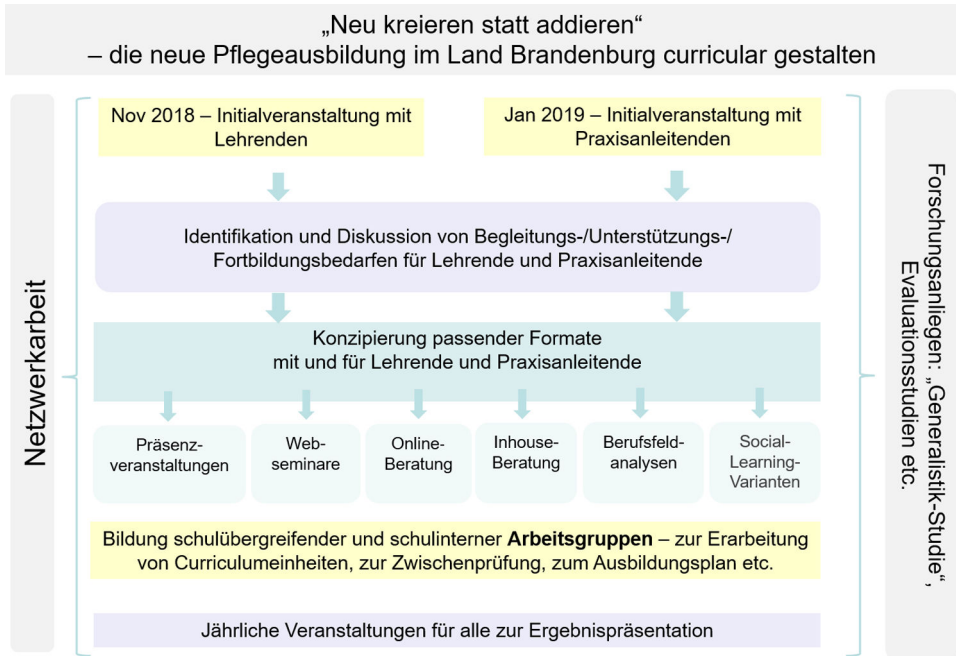 „Neu kreieren statt addieren“
– die neue Pflegeausbildung im Land Brandenburg curricular gestalten
Netzwerkarbeit
Nov 2018 – Initialveranstaltung mit
Lehrenden
Jan 2019 – Initialveranstaltung mit
Praxisanleitenden
Identifikation und Diskussion von Begleitungs-/Unterstützungs-/
Fortbildungsbedarfen für Lehrende und Praxisanleitende
Konzipierung passender Formate
mit und für Lehrende und Praxisanleitende
Präsenz-
veranstaltungen
Web-
seminare
Online-
Beratung
Inhouse-
Beratung
Berufsfeld-
analysen
Social-
Learning-
Varianten
Bildung schulübergreifender und schulinterner Arbeitsgruppen – zur Erarbeitung
von Curriculumeinheiten, zur Zwischenprüfung, zum Ausbildungsplan etc.
Jährliche Veranstaltungen für alle zur Ergebnispräsentation
Forschungsanliegen: „Generalistik-Studie“,
Evaluationsstudien etc.